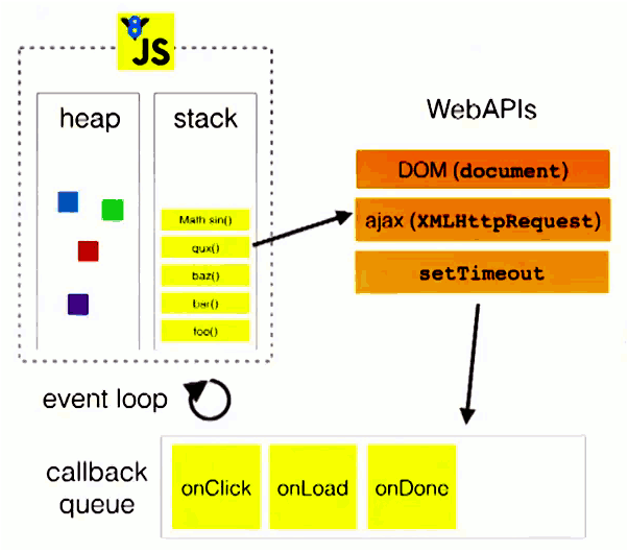 JS
heap
stack
WebAPIs
DOM (document)
ajax (XMLHttpRequest)
setTimeout
Math sin()
qux()
baz()
bar()
foo()
event loop
callback
queue
onClick
onLoad
onDone